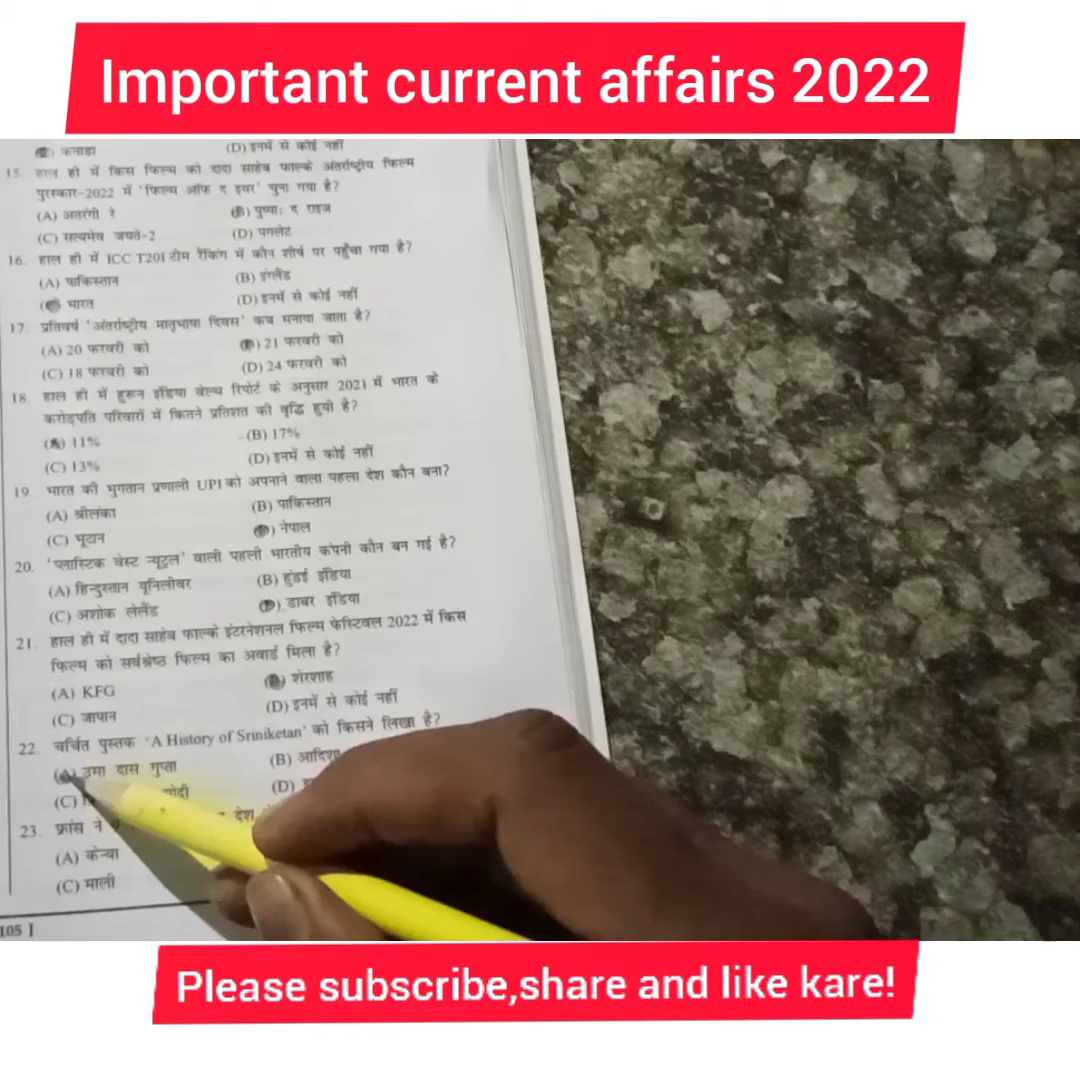 Important current affairs 2022
कनाडा (D) इनमें से कोई नहीं
15. हाल ही में किस फिल्म को दादा साहेब फाल्के अंतर्राष्ट्रीय फिल्म
पुरस्कार-2022 में 'फिल्म ऑफ द इयर' चुना गया है?
(A) अतरंगी रे (B) पुष्पा: द राइज
(C) सत्यमेव जयते-2 (D) पगलेट
16. हाल ही में ICC T20I टीम रैंकिंग में कौन शीर्ष पर पहुँचा गया है?
(A) पाकिस्तान (B) इंग्लैंड
भारत (D) इनमें से कोई नहीं
17. प्रतिवर्ष 'अंतर्राष्ट्रीय मातृभाषा दिवस' कब मनाया जाता है?
(A) 20 फरवरी को (B) 21 फरवरी को
(C) 18 फरवरी को (D) 24 फरवरी को
18. हाल ही में हुरून इंडिया वेल्थ रिपोर्ट के अनुसार 2021 में भारत के
करोड़पति परिवारों में कितने प्रतिशत की वृद्धि हुयी है?
(A) 11% (B) 17%
(C) 13% (D) इनमें से कोई नहीं
19. भारत की भुगतान प्रणाली UPI को अपनाने वाला पहला देश कौन बना?
(A) श्रीलंका (B) पाकिस्तान
(C) भूटान (D) नेपाल
20. 'प्लास्टिक वेस्ट न्यूट्रल' वाली पहली भारतीय कंपनी कौन बन गई है?
(A) हिन्दुस्तान यूनिलीवर (B) हुंडई इंडिया
(C) अशोक लेलैंड (D) डाबर इंडिया
21. हाल ही में दादा साहेब फाल्के इंटरनेशनल फिल्म फेस्टिवल 2022 में किस
फिल्म को सर्वश्रेष्ठ फिल्म का अवार्ड मिला है?
(A) KFG (B) शेरशाह
(C) जापान (D) इनमें से कोई नहीं
22. चर्चित पुस्तक 'A History of Sriniketan' को किसने लिखा है?
(A) उमा दास गुप्ता (B)
(C) (D)
23. फ्रांस ने देश
(A) केन्या
(C) माली
105 ]
Please subscribe,share and like kare!